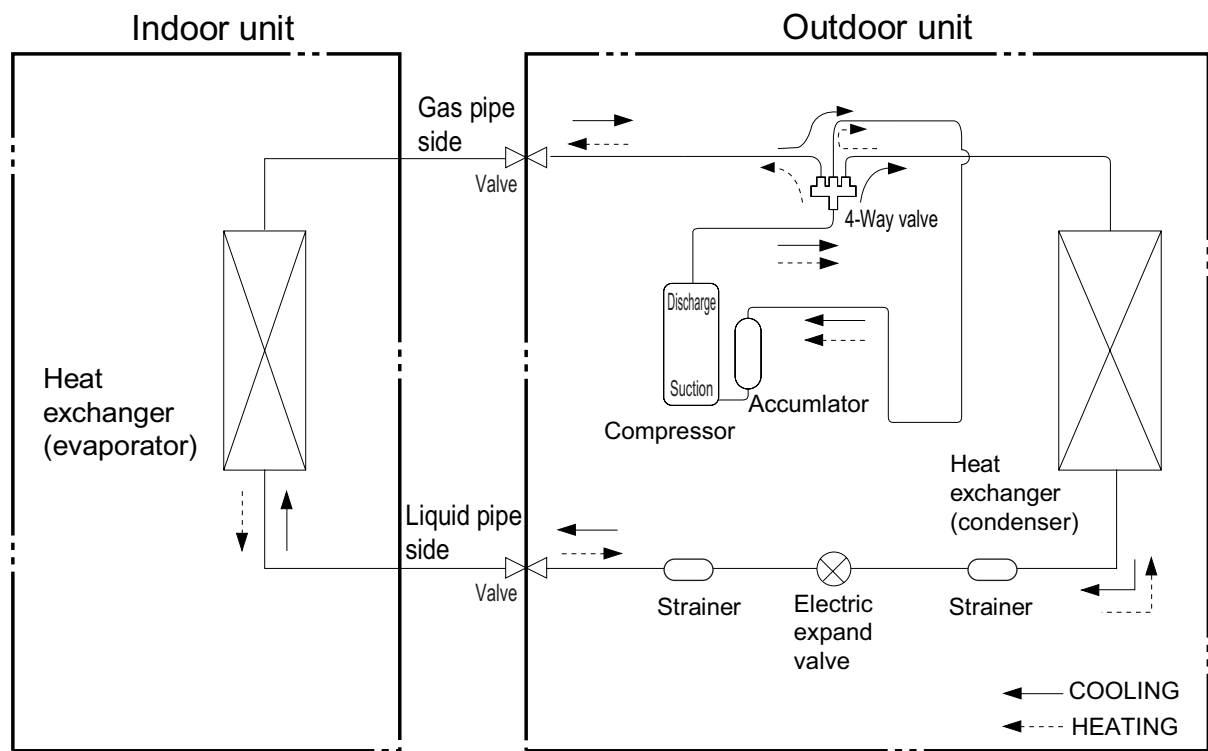 Indoor unit
Outdoor unit
Gas pipe
side
Valve
4-Way valve
Discharge
Suction
Compressor
Accumlator
Heat
exchanger
(evaporator)
Heat
exchanger
(condenser)
Liquid pipe
side
Valve
Strainer
Electric
expand
valve
Strainer
COOLING
HEATING